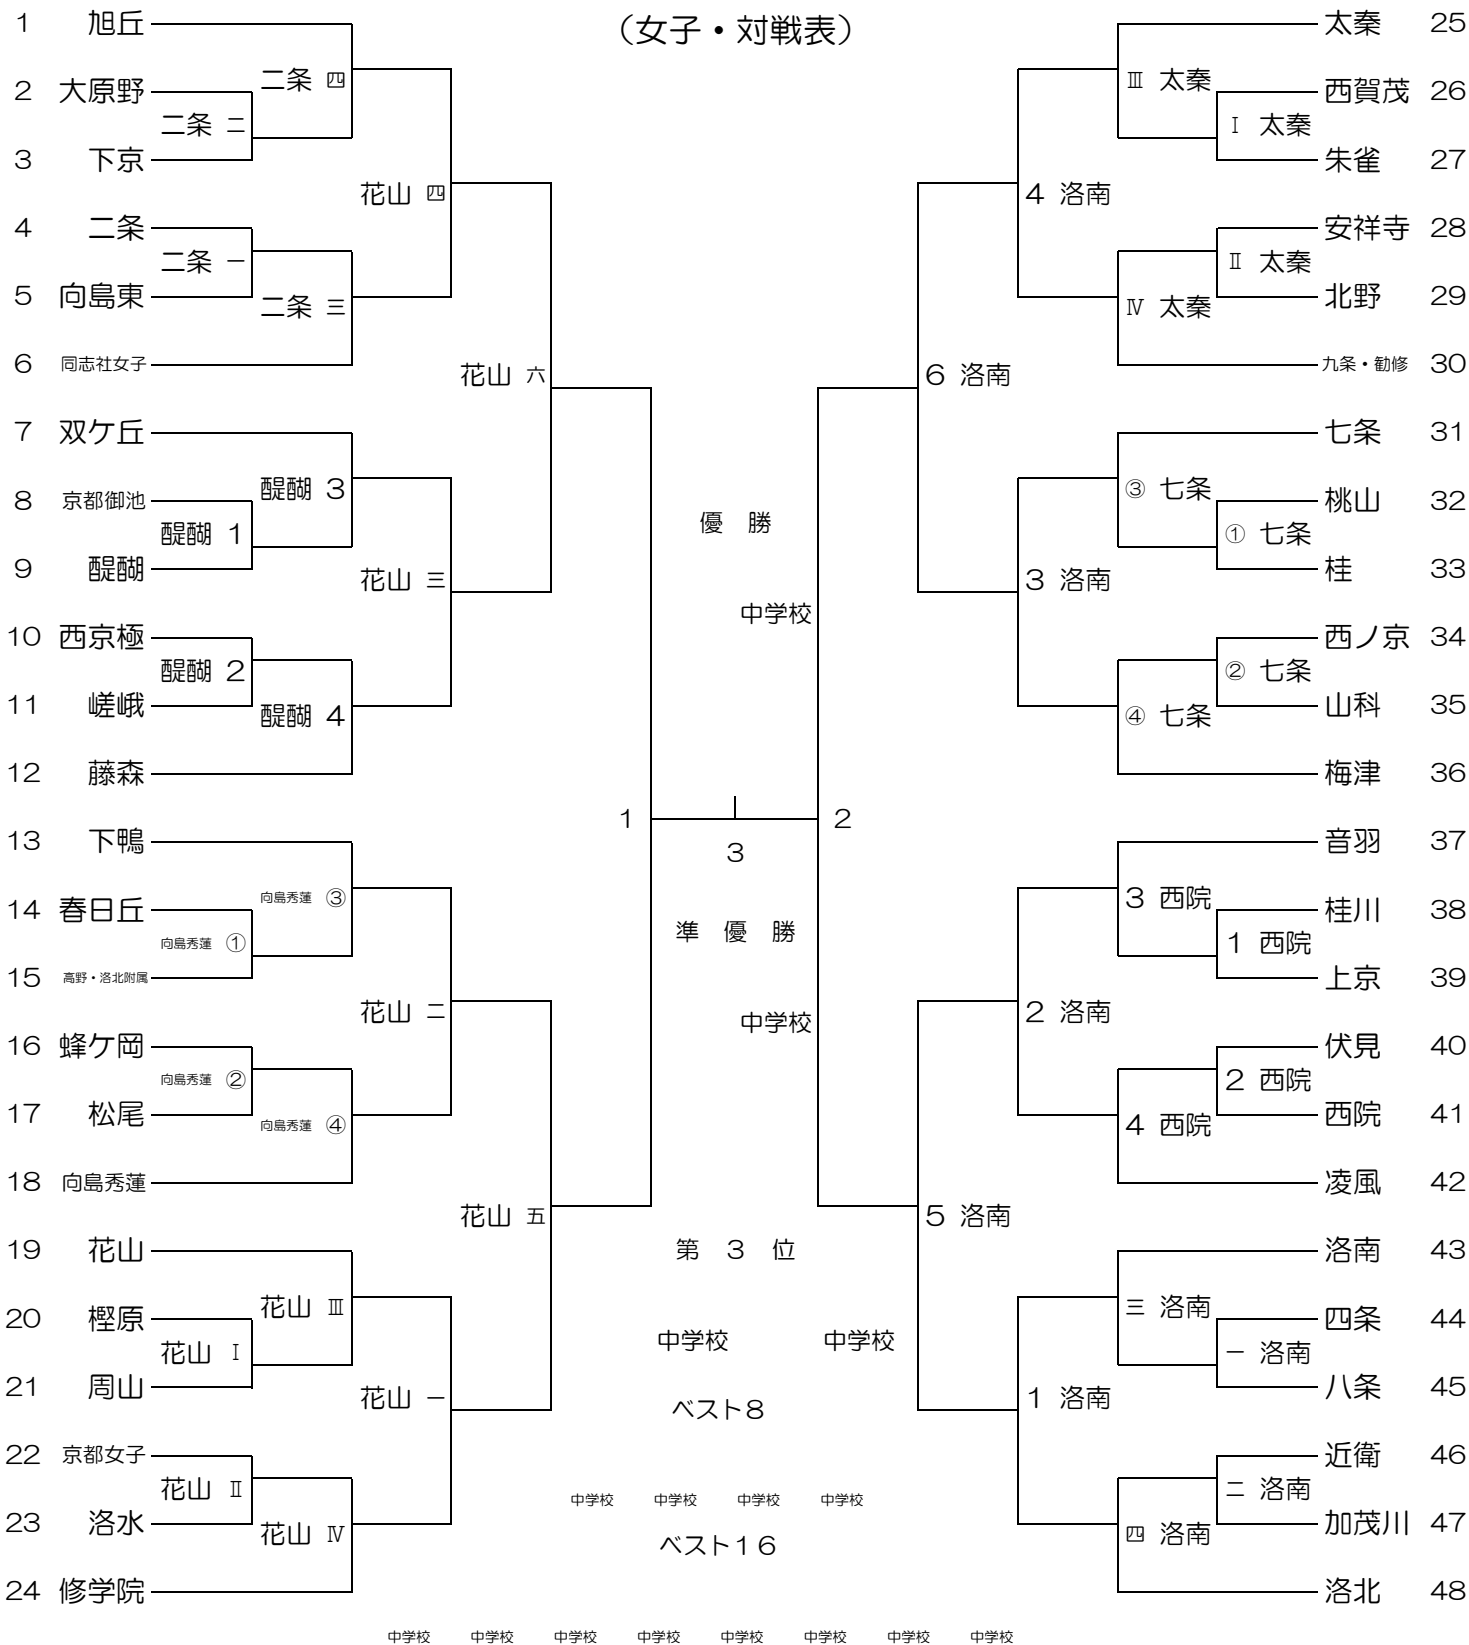 （女子・対戦表）
1 旭丘
二条 四
2 大原野
二条 二
3 下京
花山 四
4 二条
二条 一
5 向島東
二条 三
6 同志社女子
花山 六
7 双ケ丘
醍醐 3
8 京都御池
醍醐 1
9 醍醐
花山 三
10 西京極
醍醐 2
11 嵯峨
醍醐 4
12 藤森
13 下鴨
向島秀蓮 ③
14 春日丘
向島秀蓮 ①
15 高野・洛北附属
花山 二
16 蜂ケ岡
向島秀蓮 ②
17 松尾
向島秀蓮 ④
18 向島秀蓮
花山 五
19 花山
花山 Ⅲ
20 樫原
花山 Ⅰ
21 周山
花山 一
22 京都女子
花山 Ⅱ
23 洛水
花山 Ⅳ
24 修学院
優 勝
中学校
1
2
3
準 優 勝
中学校
第 3 位
中学校 中学校
ベスト8
中学校 中学校 中学校 中学校
ベスト16
中学校 中学校 中学校 中学校 中学校 中学校 中学校 中学校
太秦 25
Ⅲ 太秦
西賀茂 26
Ⅰ 太秦
朱雀 27
4 洛南
安祥寺 28
Ⅱ 太秦
北野 29
Ⅳ 太秦
九条・勧修 30
6 洛南
七条 31
③ 七条
桃山 32
① 七条
桂 33
3 洛南
西ノ京 34
② 七条
山科 35
④ 七条
梅津 36
音羽 37
3 西院
桂川 38
1 西院
上京 39
2 洛南
伏見 40
2 西院
西院 41
4 西院
凌風 42
5 洛南
洛南 43
三 洛南
四条 44
一 洛南
八条 45
1 洛南
近衛 46
二 洛南
加茂川 47
四 洛南
洛北 48